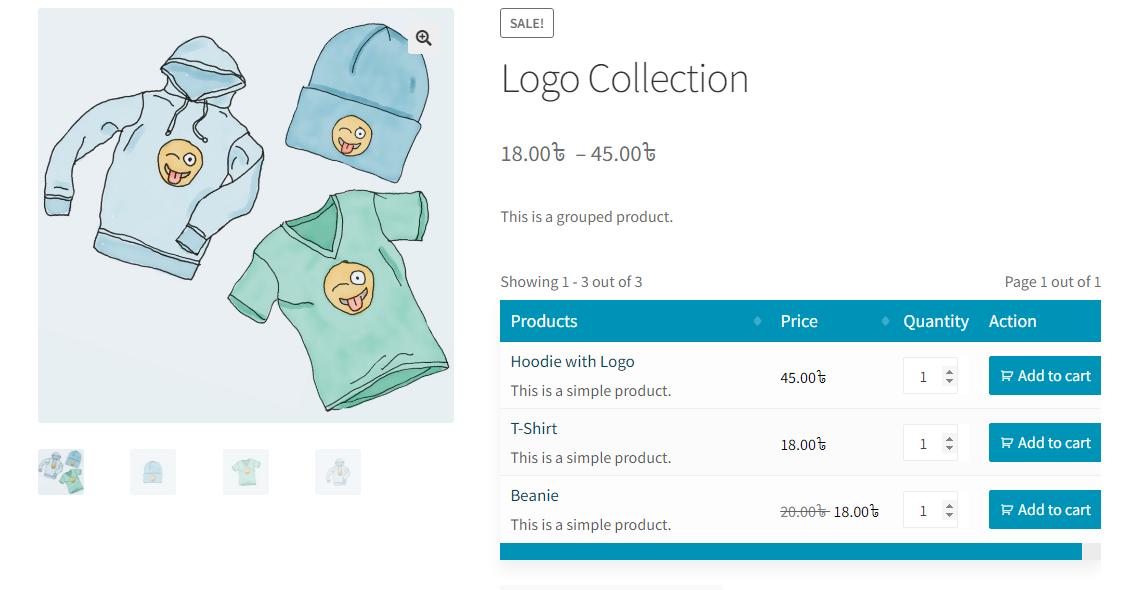 SALE!
Logo Collection
18.00৳ – 45.00৳
This is a grouped product.
Showing 1 - 3 out of 3 Page 1 out of 1
Products Price Quantity Action
Hoodie with Logo
This is a simple product.
45.00৳ 1 Add to cart
T-Shirt
This is a simple product.
18.00৳ 1 Add to cart
Beanie
This is a simple product.
20.00৳ 18.00৳ 1 Add to cart